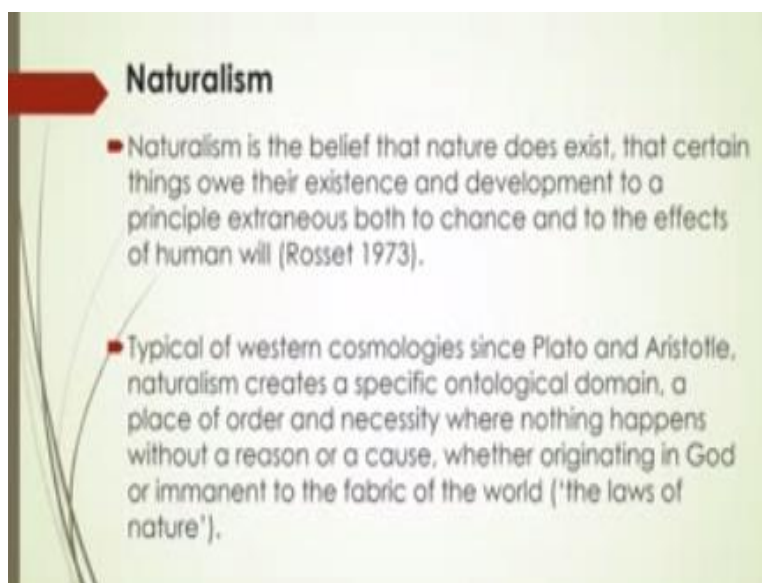 Naturalism
Naturalism is the belief that nature does exist, that certain
things owe their existence and development to a
principle extraneous both to chance and to the effects
of human will (Rosset 1973).
Typical of western cosmologies since Plato and Aristotle,
naturalism creates a specific ontological domain, a
place of order and necessity where nothing happens
without a reason or a cause, whether originating in God
or immanent to the fabric of the world ('the laws of
nature').